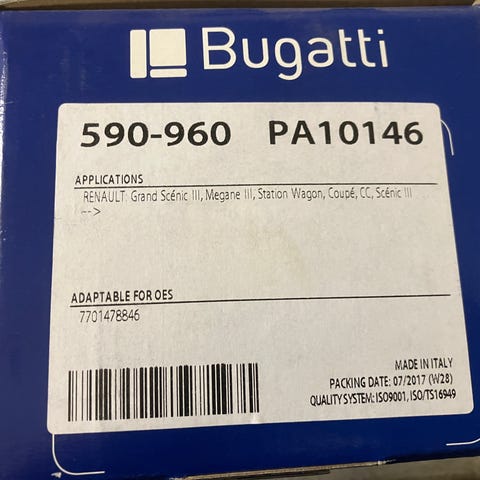 Bugatti
590-960 PA10146
APPLICATIONS
RENAULT: Grand Scénic III, Megane III, Station Wagon, Coupé, CC, Scénic III
-->
ADAPTABLE FOR OES
7701478846
MADE IN ITALY
PACKING DATE: 07/2017 (W28)
QUALITY SYSTEM: ISO9001, ISO/TS16949